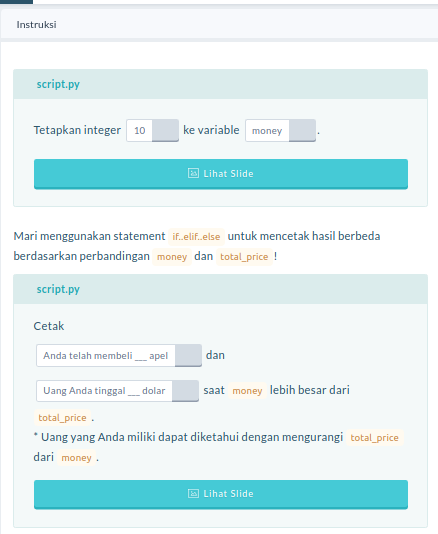 Instruksi
script.py
Tetapkan integer 10 ke variable money .
Lihat Slide
Mari menggunakan statement if..elif..else untuk mencetak hasil berbeda
berdasarkan perbandingan money dan total_price !
script.py
Cetak
Anda telah membeli ___ apel dan
Uang Anda tinggal ___ dolar saat money lebih besar dari
total_price .
* Uang yang Anda miliki dapat diketahui dengan mengurangi total_price
dari money .
Lihat Slide